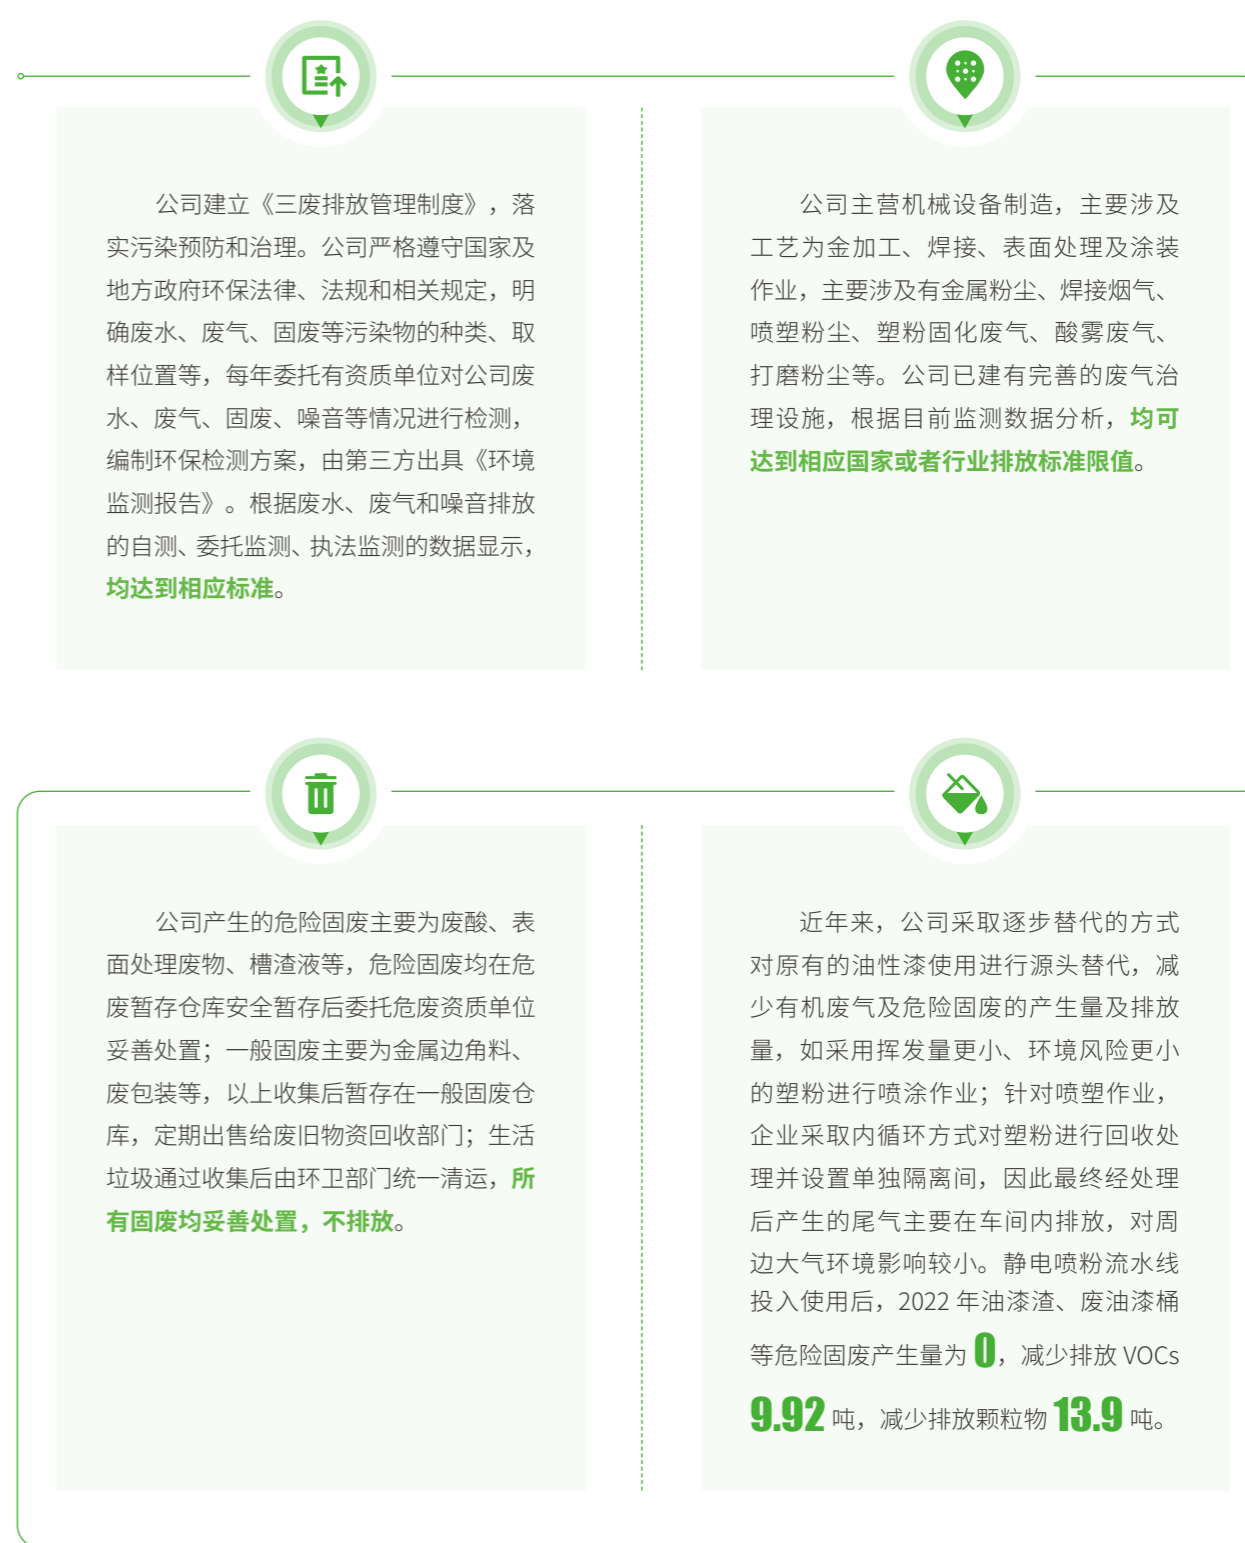 公司建立《三废排放管理制度》，落
实污染预防和治理。公司严格遵守国家及
地方政府环保法律、法规和相关规定，明
确废水、废气、固废等污染物的种类、取
样位置等，每年委托有资质单位对公司废
水、废气、固废、噪音等情况进行检测，
编制环保检测方案，由第三方出具《环境
监测报告》。根据废水、废气和噪音排放
的自测、委托监测、执法监测的数据显示，
均达到相应标准。
公司主营机械设备制造，主要涉及
工艺为金加工、焊接、表面处理及涂装
作业，主要涉及有金属粉尘、焊接烟气、
喷塑粉尘、塑粉固化废气、酸雾废气、
打磨粉尘等。公司已建有完善的废气治
理设施，根据目前监测数据分析，均可
达到相应国家或者行业排放标准限值。
公司产生的危险固废主要为废酸、表
面处理废物、槽渣液等，危险固废均在危
废暂存仓库安全暂存后委托危废资质单位
妥善处置；一般固废主要为金属边角料、
废包装等，以上收集后暂存在一般固废仓
库，定期出售给废旧物资回收部门；生活
垃圾通过收集后由环卫部门统一清运，所
有固废均妥善处置，不排放。
近年来，公司采取逐步替代的方式
对原有的油性漆使用进行源头替代，减
少有机废气及危险固废的产生量及排放
量，如采用挥发量更小、环境风险更小
的塑粉进行喷涂作业；针对喷塑作业，
企业采取内循环方式对塑粉进行回收处
理并设置单独隔离间，因此最终经处理
后产生的尾气主要在车间内排放，对周
边大气环境影响较小。静电喷粉流水线
投入使用后，2022 年油漆渣、废油漆桶
等危险固废产生量为 0，减少排放 VOCs
9.92 吨，减少排放颗粒物 13.9 吨。